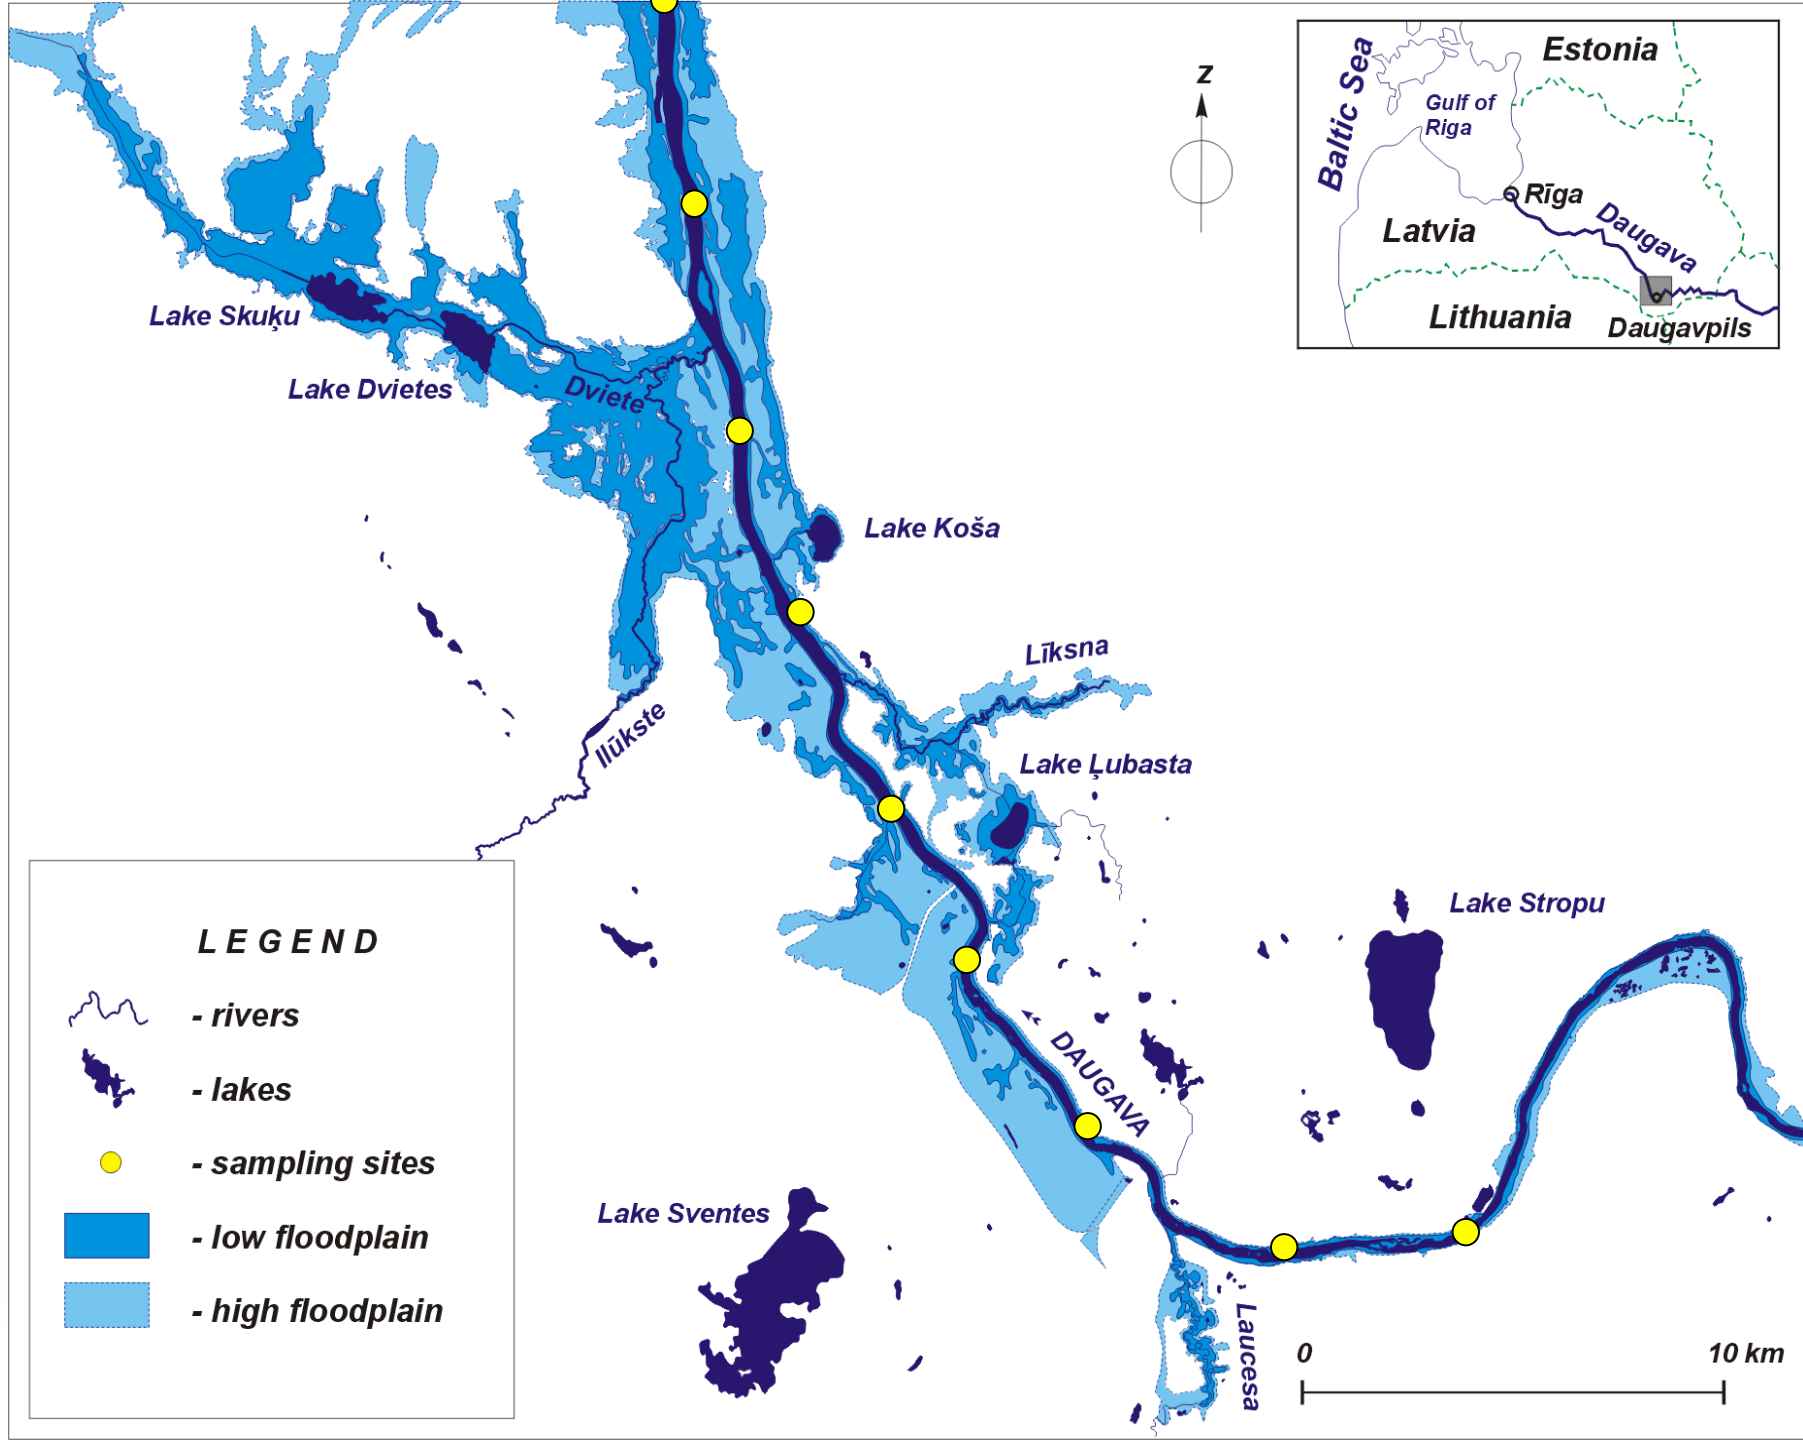 z
Baltic Sea
Estonia
Gulf of
Riga
Rīga
Daugava
Latvia
Lithuania
Daugavpils
Lake Skuķu
Lake Dvietes
Dviete
Lake Koša
Līksna
Ilūkste
Lake Ļubasta
Lake Stropu
DAUGAVA
Lake Sventes
Laucesa
LEGEND
- rivers
- lakes
- sampling sites
- low floodplain
- high floodplain
0
10 km